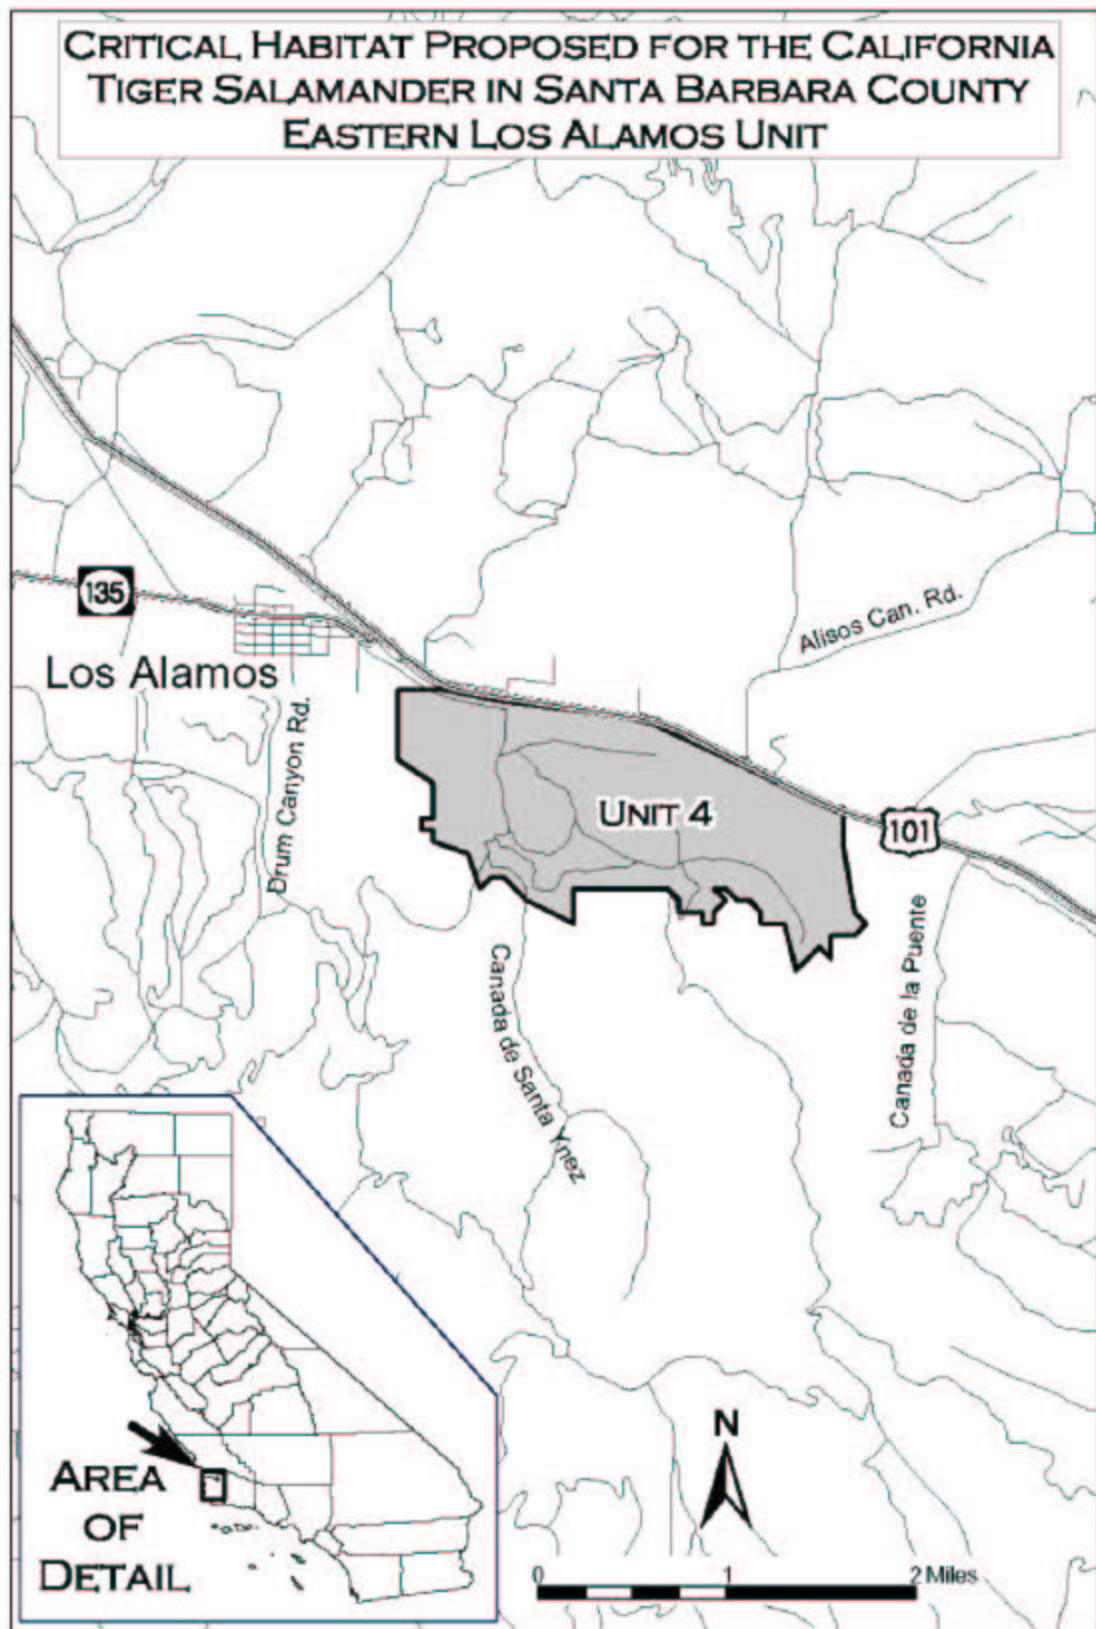 CRITICAL HABITAT PROPOSED FOR THE CALIFORNIA
TIGER SALAMANDER IN SANTA BARBARA COUNTY
EASTERN LOS ALAMOS UNIT
135
Alisos Can. Rd.
Los Alamos
Drum Canyon Rd.
UNIT 4
101
Canada de Santa Ynez
Canada de la Puente
AREA
OF
DETAIL
N
0 1 2 Miles